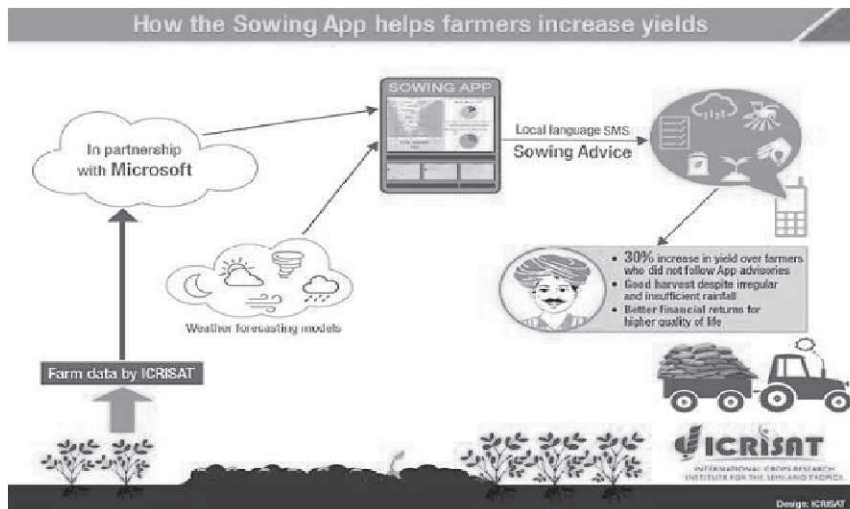 How the Sowing App helps farmers increase yields
SOWING APP
In partnership
with Microsoft
Local language SMS
Sowing Advice
Weather forecasting models
• 30% increase in yield over farmers
who did not follow App advisories
• Good harvest despite irregular
and insufficient rainfall
• Better financial returns for
higher quality of life
Farm data by ICRISAT
ICRISAT
INTERNATIONAL CROPS RESEARCH
INSTITUTE FOR THE SEMI-ARID TROPICS
Design: ICRISAT